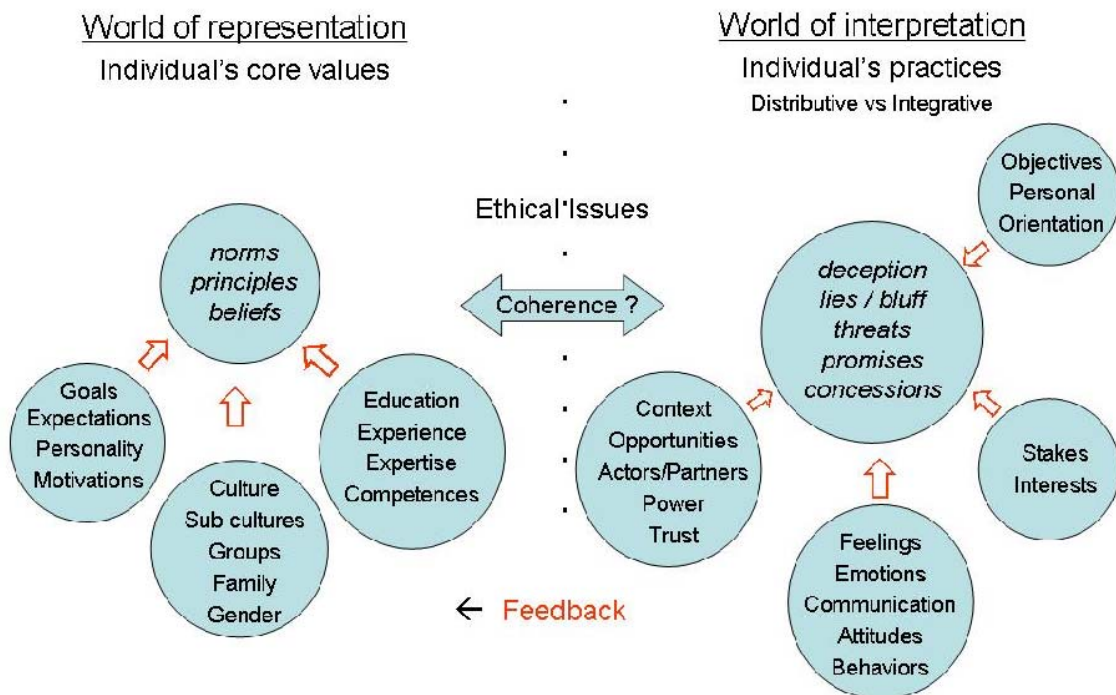 World of representation
Individual's core values
World of interpretation
Individual's practices
Distributive vs Integrative
Ethical Issues
Coherence ?
norms
principles
beliefs
Goals
Expectations
Personality
Motivations
Culture
Sub cultures
Groups
Family
Gender
Education
Experience
Expertise
Competences
Objectives
Personal
Orientation
deception
lies / bluff
threats
promises
concessions
Context
Opportunities
Actors/Partners
Power
Trust
Stakes
Interests
Feelings
Emotions
Communication
Attitudes
Behaviors
← Feedback